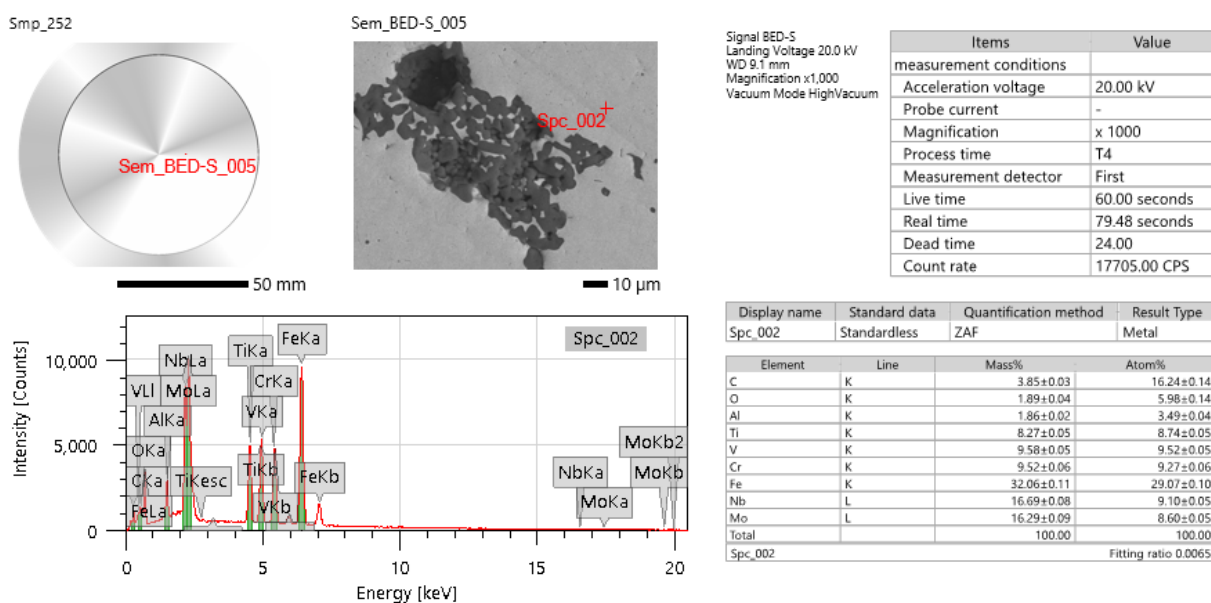 Smp_252
Sem_BED-S_005
Sem_BED-S_005
50 mm
Spc_002
10 µm
Signal BED-S
Landing Voltage 20.0 kV
WD 9.1 mm
Magnification x1,000
Vacuum Mode HighVacuum
Items Value
measurement conditions
Acceleration voltage 20.00 kV
Probe current -
Magnification x 1000
Process time T4
Measurement detector First
Live time 60.00 seconds
Real time 79.48 seconds
Dead time 24.00
Count rate 17705.00 CPS
Intensity [Counts]
10,000
5,000
0
VLl
NbLa
MoLa
AlKa
OKa
CKa
FeLa
TiKesc
TiKa
CrKa
VKa
TiKb
VKb
FeKa
FeKb
Spc_002
NbKa
MoKa
MoKb
MoKb2
0 5 10 15 20
Energy [keV]
Display name Standard data Quantification method Result Type
Spc_002 Standardless ZAF Metal
Element Line Mass% Atom%
C K 3.85±0.03 16.24±0.14
O K 1.89±0.04 5.98±0.14
Al K 1.86±0.02 3.49±0.04
Ti K 8.27±0.05 8.74±0.05
V K 9.58±0.05 9.52±0.05
Cr K 9.52±0.06 9.27±0.06
Fe K 32.06±0.11 29.07±0.10
Nb L 16.69±0.08 9.10±0.05
Mo L 16.29±0.09 8.60±0.05
Total 100.00 100.00
Spc_002 Fitting ratio 0.0065